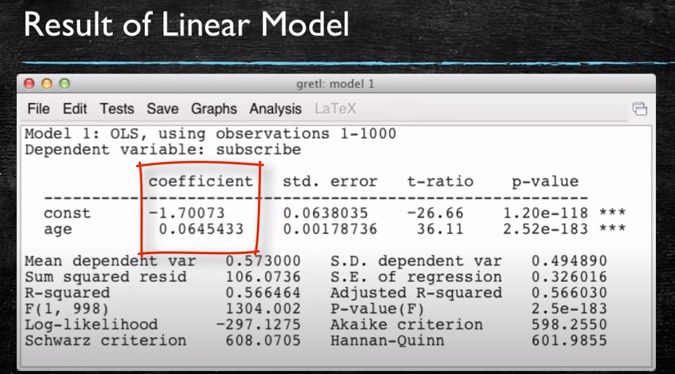 Result of Linear Model
gretl: model 1
File Edit Tests Save Graphs Analysis LaTeX
Model 1: OLS, using observations 1-1000
Dependent variable: subscribe
coefficient std. error t-ratio p-value
const -1.70073 0.0638035 -26.66 1.20e-118 ***
age 0.0645433 0.00178736 36.11 2.52e-183 ***
Mean dependent var 0.573000 S.D. dependent var 0.494890
Sum squared resid 106.0736 S.E. of regression 0.326016
R-squared 0.566464 Adjusted R-squared 0.566030
F(1, 998) 1304.002 P-value(F) 2.5e-183
Log-likelihood -297.1275 Akaike criterion 598.2550
Schwarz criterion 608.0705 Hannan-Quinn 601.9855